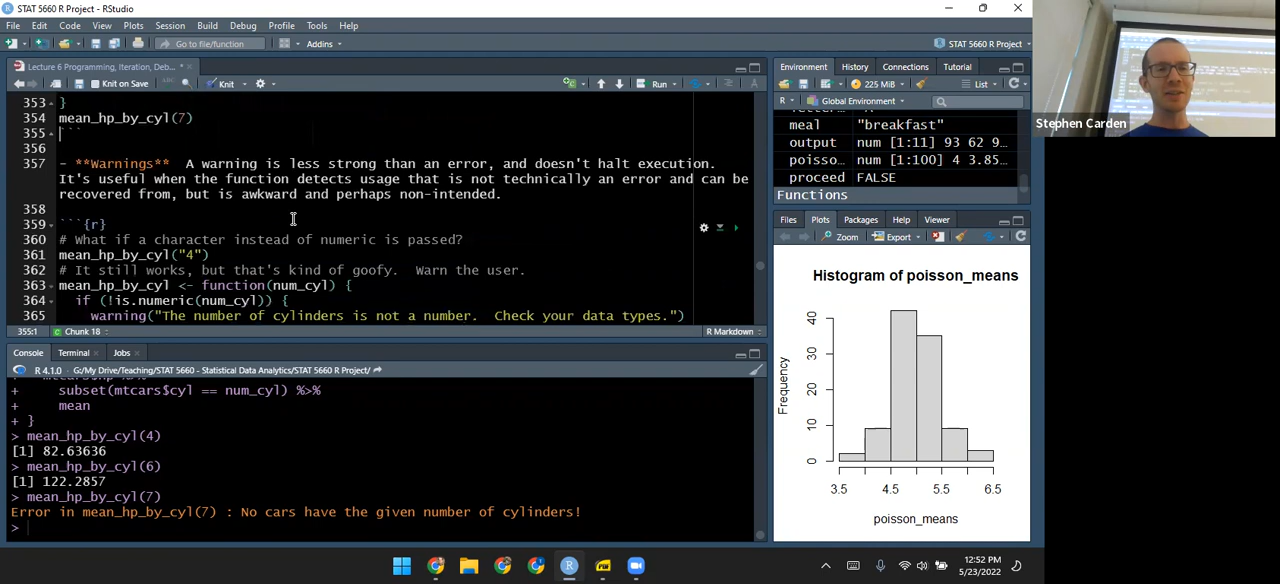 STAT 5660 R Project - RStudio
File Edit Code View Plots Session Build Debug Profile Tools Help
Go to file/function Addins
STAT 5660 R Project
Lecture 6 Programming, Iteration, Deb...*
Knit on Save Knit Run
353 }
354 mean_hp_by_cyl(7)
355 ```
356
357 - **Warnings** A warning is less strong than an error, and doesn't halt execution.
It's useful when the function detects usage that is not technically an error and can be
recovered from, but is awkward and perhaps non-intended.
358
359 ```{r}
360 # What if a character instead of numeric is passed?
361 mean_hp_by_cyl("4")
362 # It still works, but that's kind of goofy. Warn the user.
363 mean_hp_by_cyl <- function(num_cyl) {
364 if (!is.numeric(num_cyl)) {
365 warning("The number of cylinders is not a number. Check your data types.")
355:1 Chunk 18 R Markdown
Console Terminal Jobs
R 4.1.0 · G:/My Drive/Teaching/STAT 5660 - Statistical Data Analytics/STAT 5660 R Project/
+ subset(mtcars$cyl == num_cyl) %>%
+ mean
+ }
> mean_hp_by_cyl(4)
[1] 82.63636
> mean_hp_by_cyl(6)
[1] 122.2857
> mean_hp_by_cyl(7)
Error in mean_hp_by_cyl(7) : No cars have the given number of cylinders!
>
Environment History Connections Tutorial
225 MiB List
R Global Environment
meal "breakfast"
output num [1:11] 93 62 9...
poisso... num [1:100] 4 3.85...
proceed FALSE
Functions
Files Plots Packages Help Viewer
Zoom Export
Histogram of poisson_means
Frequency
40
30
20
10
0
3.5 4.5 5.5 6.5
poisson_means
Stephen Carden
12:52 PM
5/23/2022